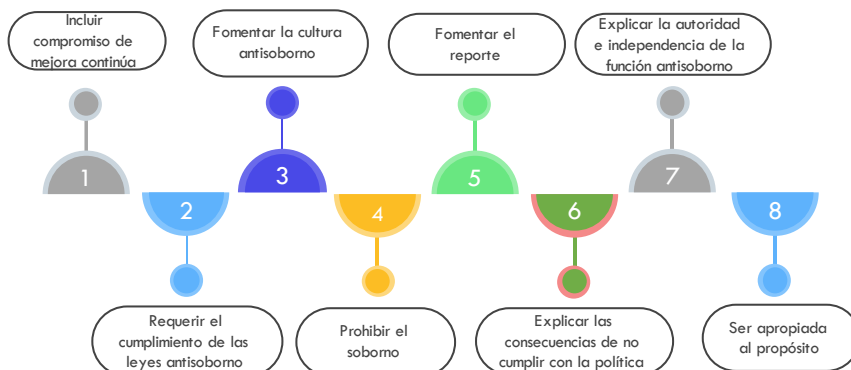 Incluir
compromiso de
mejora continúa
Fomentar la cultura
antisoborno
Fomentar el
reporte
Explicar la autoridad
e independencia de la
función antisoborno
1
2
3
4
5
6
7
8
Requerir el
cumplimiento de las
leyes antisoborno
Prohibir el
soborno
Explicar las
consecuencias de no
cumplir con la política
Ser apropiada
al propósito